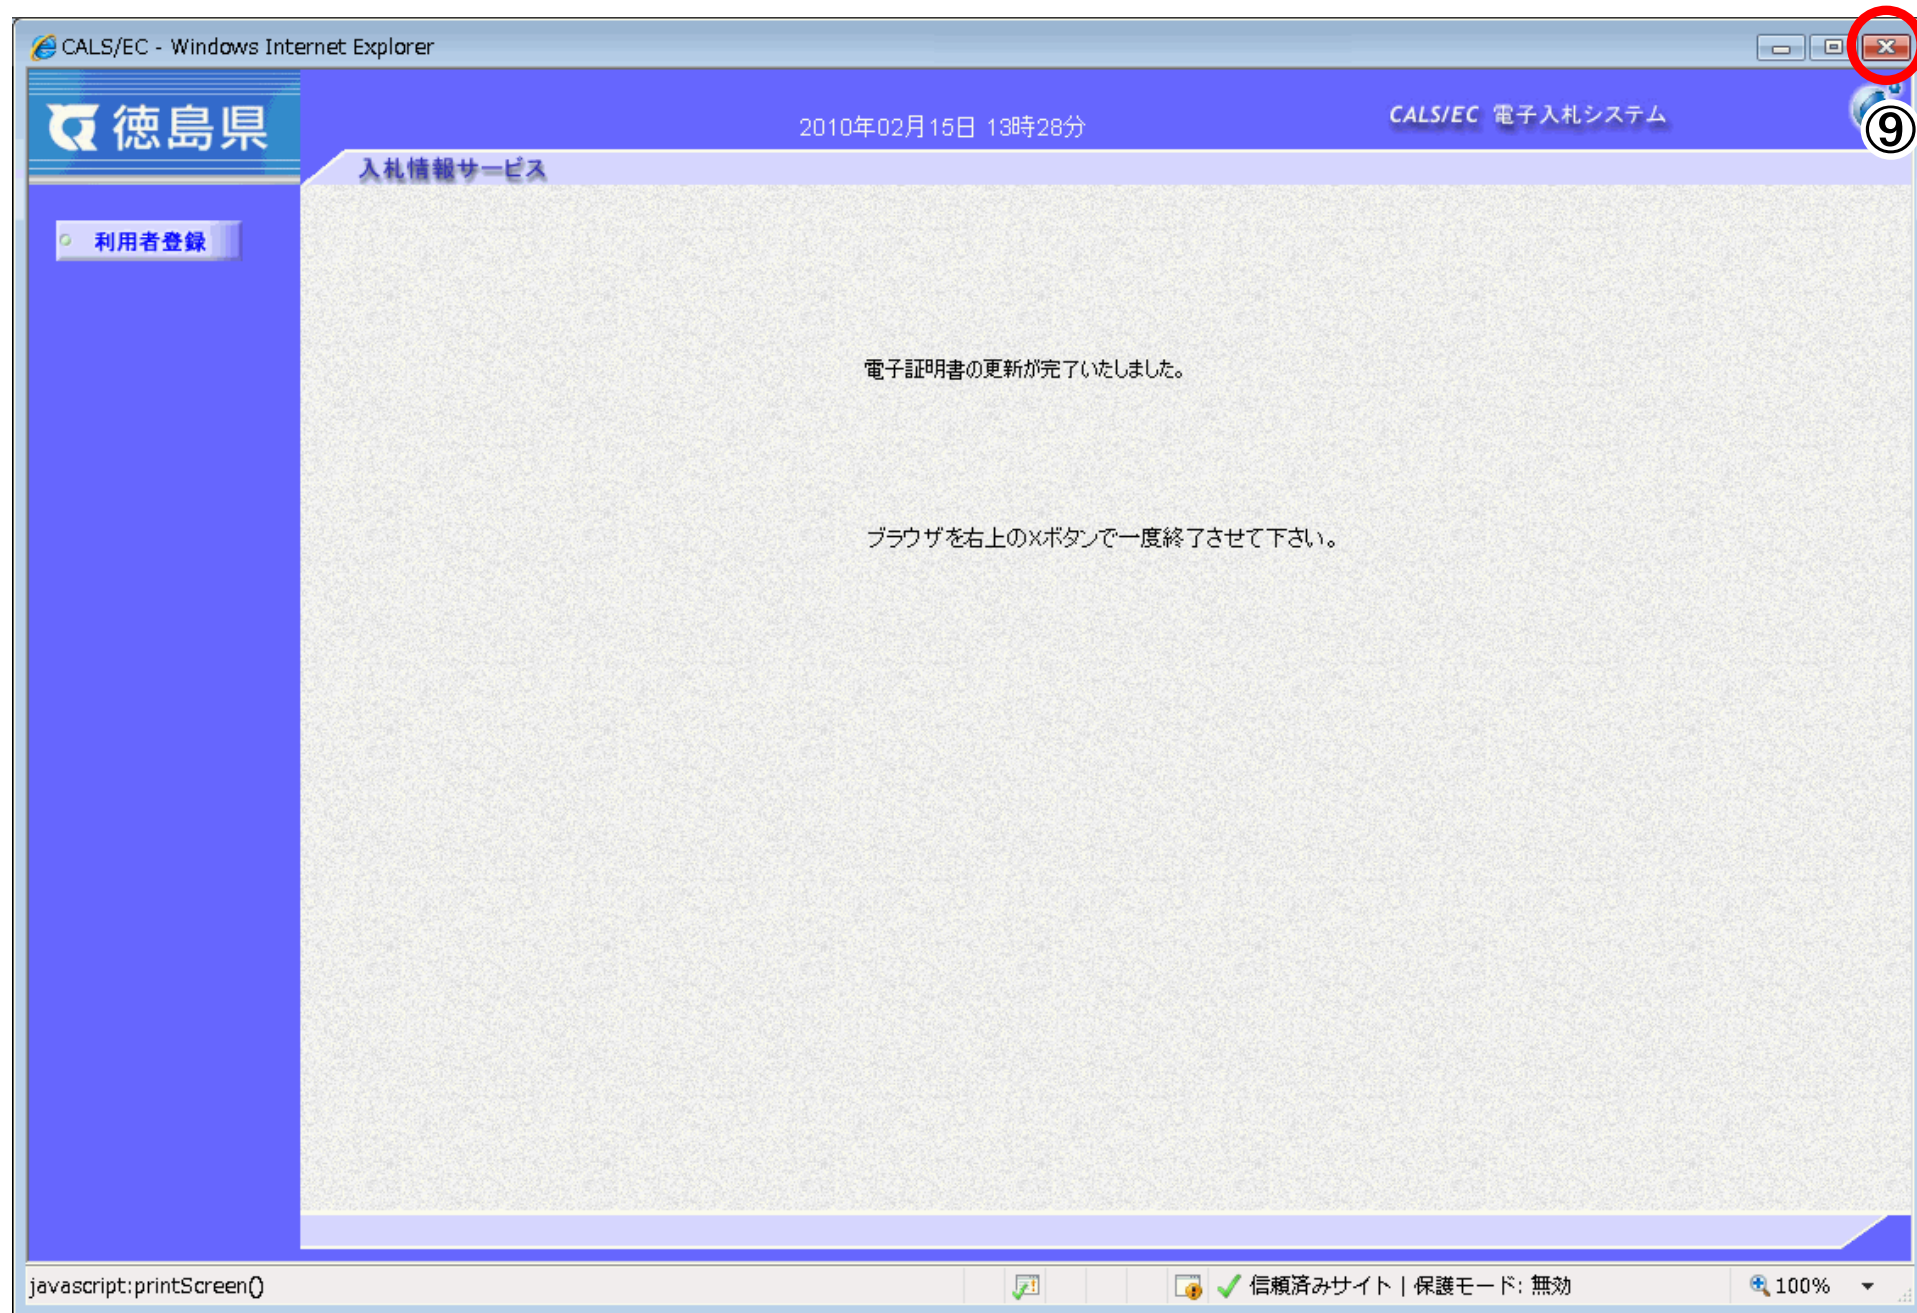 CALS/EC - Windows Internet Explorer
徳島県
2010年02月15日 13時28分
CALS/EC 電子入札システム
⑨
入札情報サービス
利用者登録
電子証明書の更新が完了いたしました。
ブラウザを右上のXボタンで一度終了させて下さい。
javascript:printScreen()
信頼済みサイト | 保護モード: 無効
100%